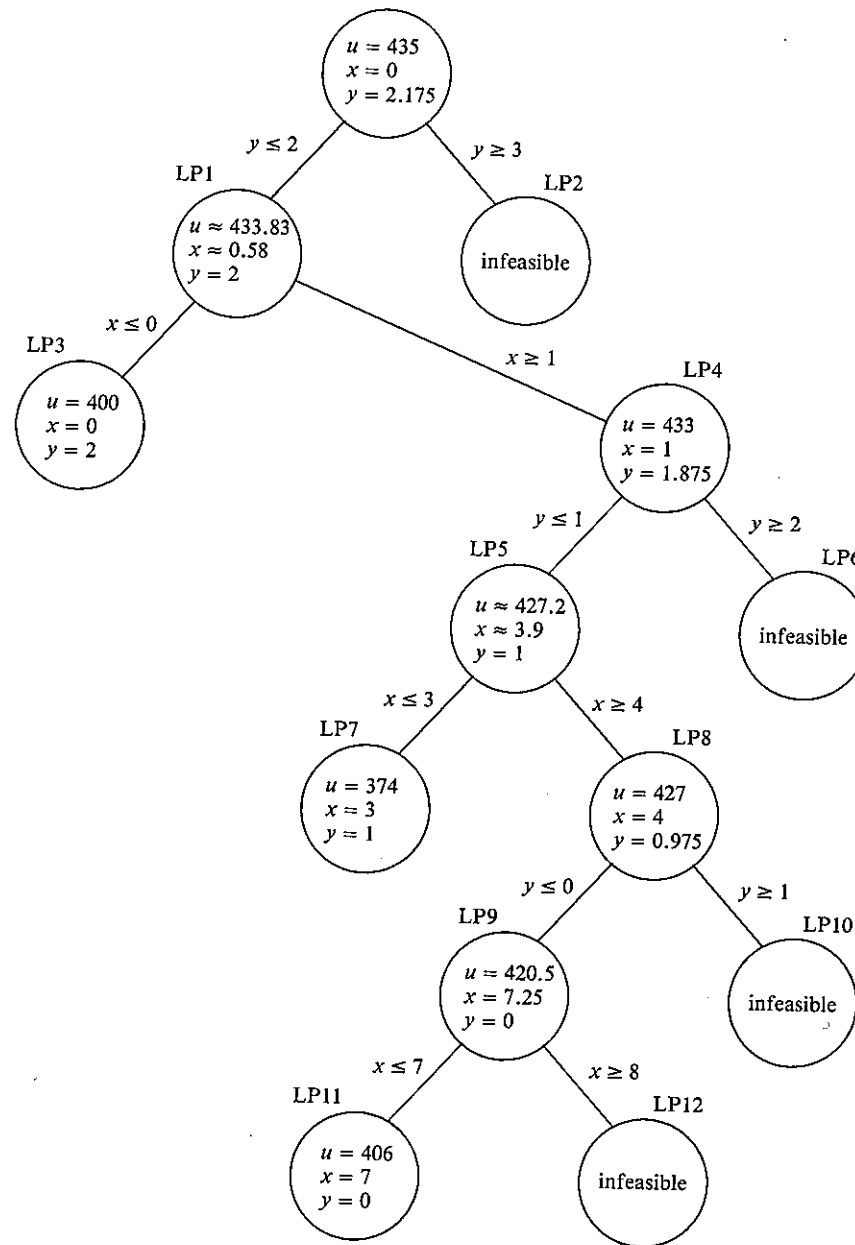 u = 435
x = 0
y = 2.175
y ≤ 2
y ≥ 3
LP1
LP2
u ≈ 433.83
x ≈ 0.58
y = 2
infeasible
x ≤ 0
x ≥ 1
LP3
LP4
u = 400
x = 0
y = 2
u = 433
x = 1
y = 1.875
y ≤ 1
y ≥ 2
LP5
LP6
u ≈ 427.2
x ≈ 3.9
y = 1
infeasible
x ≤ 3
x ≥ 4
LP7
LP8
u = 374
x = 3
y = 1
u = 427
x = 4
y = 0.975
y ≤ 0
y ≥ 1
LP9
LP10
u = 420.5
x = 7.25
y = 0
infeasible
x ≤ 7
x ≥ 8
LP11
LP12
u = 406
x = 7
y = 0
infeasible